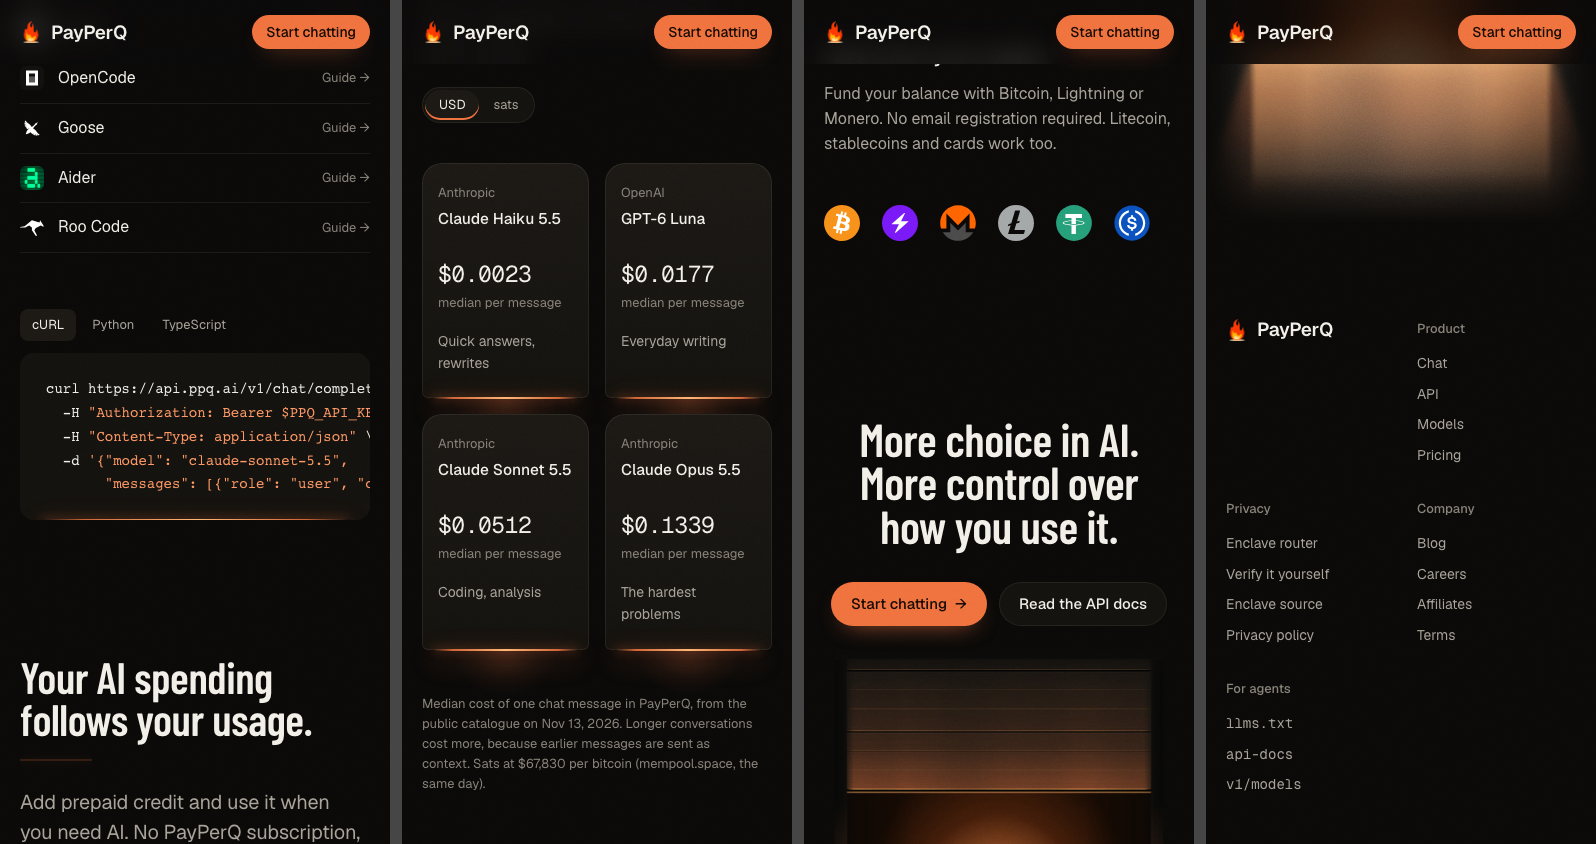 PayPerQ
Start chatting
OpenCode
Guide →
Goose
Guide →
Aider
Guide →
Roo Code
Guide →
cURL
Python
TypeScript
curl https://api.ppq.ai/v1/chat/complet
-H "Authorization: Bearer $PPQ_API_KE
-H "Content-Type: application/json" \
-d '{"model": "claude-sonnet-5.5",
"messages": [{"role": "user", "c
Your AI spending
follows your usage.
Add prepaid credit and use it when
you need AI. No PayPerQ subscription,
PayPerQ
Start chatting
USD
sats
Anthropic
Claude Haiku 5.5
$0.0023
median per message
Quick answers,
rewrites
OpenAI
GPT-6 Luna
$0.0177
median per message
Everyday writing
Anthropic
Claude Sonnet 5.5
$0.0512
median per message
Coding, analysis
Anthropic
Claude Opus 5.5
$0.1339
median per message
The hardest
problems
Median cost of one chat message in PayPerQ, from the
public catalogue on Nov 13, 2026. Longer conversations
cost more, because earlier messages are sent as
context. Sats at $67,830 per bitcoin (mempool.space, the
same day).
PayPerQ
Start chatting
Fund your balance with Bitcoin, Lightning or
Monero. No email registration required. Litecoin,
stablecoins and cards work too.
More choice in AI.
More control over
how you use it.
Start chatting →
Read the API docs
PayPerQ
Start chatting
PayPerQ
Product
Chat
API
Models
Pricing
Privacy
Enclave router
Verify it yourself
Enclave source
Privacy policy
Company
Blog
Careers
Affiliates
Terms
For agents
llms.txt
api-docs
v1/models